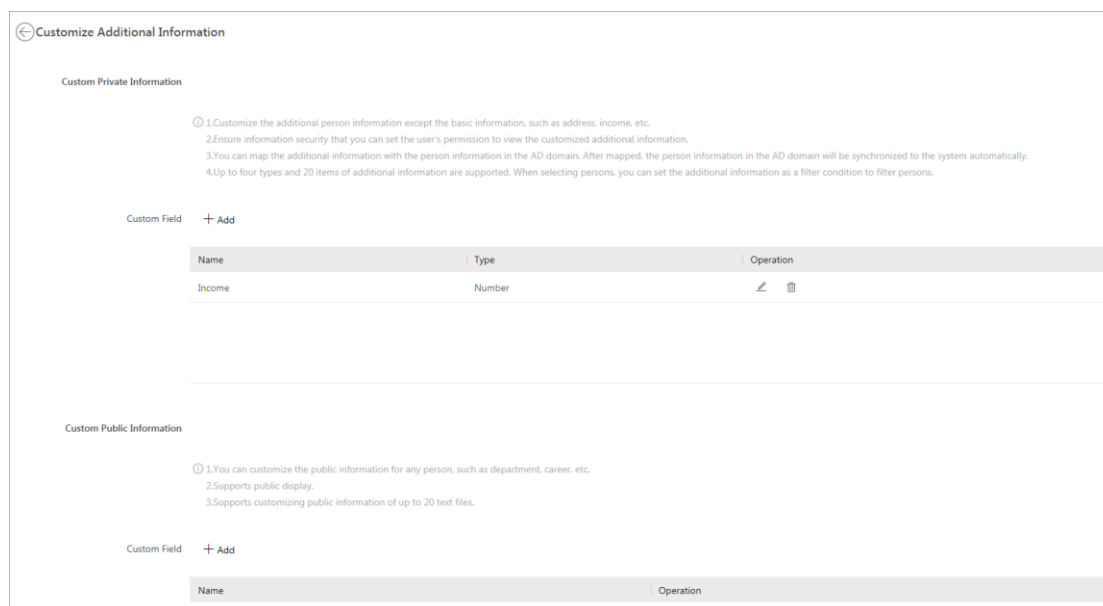 Customize Additional Information
Custom Private Information
1.Customize the additional person information except the basic information, such as address, income, etc.
2.Ensure information security that you can set the user's permission to view the customized additional information.
3.You can map the additional information with the person information in the AD domain. After mapped, the person information in the AD domain will be synchronized to the system automatically.
4.Up to four types and 20 items of additional information are supported. When selecting persons, you can set the additional information as a filter condition to filter persons.
Custom Field + Add
Name Type Operation
Income Number
Custom Public Information
1.You can customize the public information for any person, such as department, career, etc.
2.Supports public display.
3.Supports customizing public information of up to 20 text files.
Custom Field + Add
Name Operation